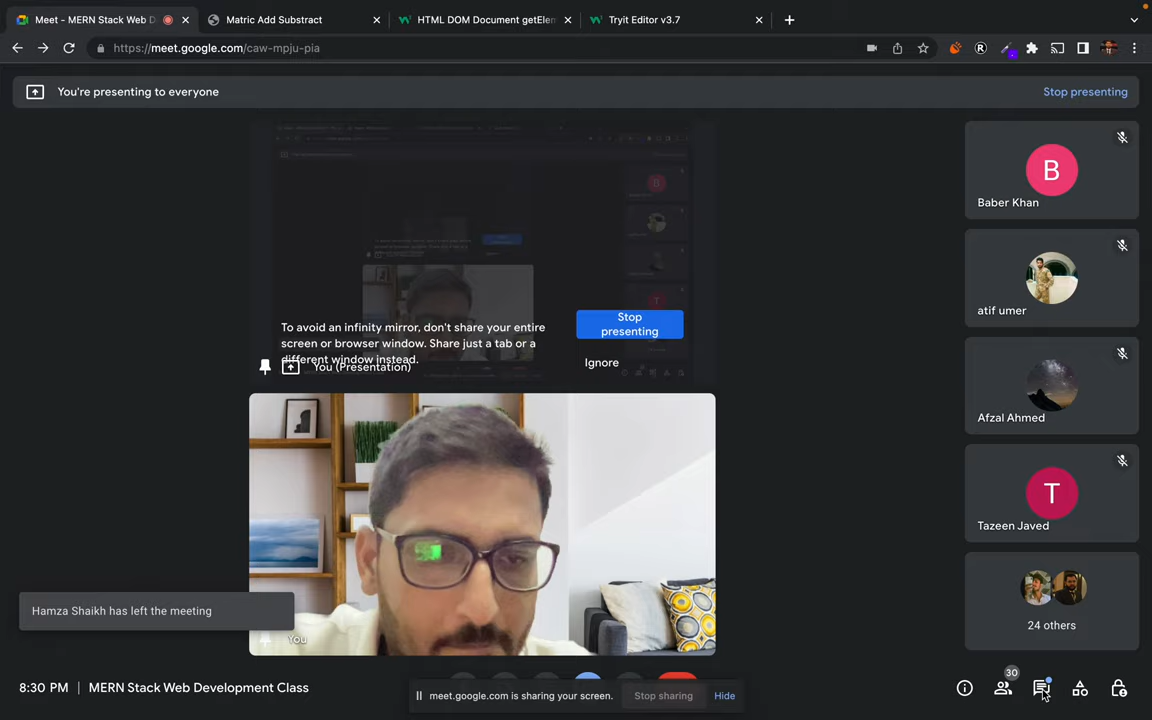 Meet - MERN Stack Web D
Matric Add Substract
HTML DOM Document getElem
Tryit Editor v3.7
https://meet.google.com/caw-mpju-pia
You're presenting to everyone
Stop presenting
B
Baber Khan
atif umer
Afzal Ahmed
T
Tazeen Javed
24 others
To avoid an infinity mirror, don't share your entire
screen or browser window. Share just a tab or a
different window instead.
Stop
presenting
Ignore
You (Presentation)
Hamza Shaikh has left the meeting
You
8:30 PM | MERN Stack Web Development Class
meet.google.com is sharing your screen.
Stop sharing
Hide
30